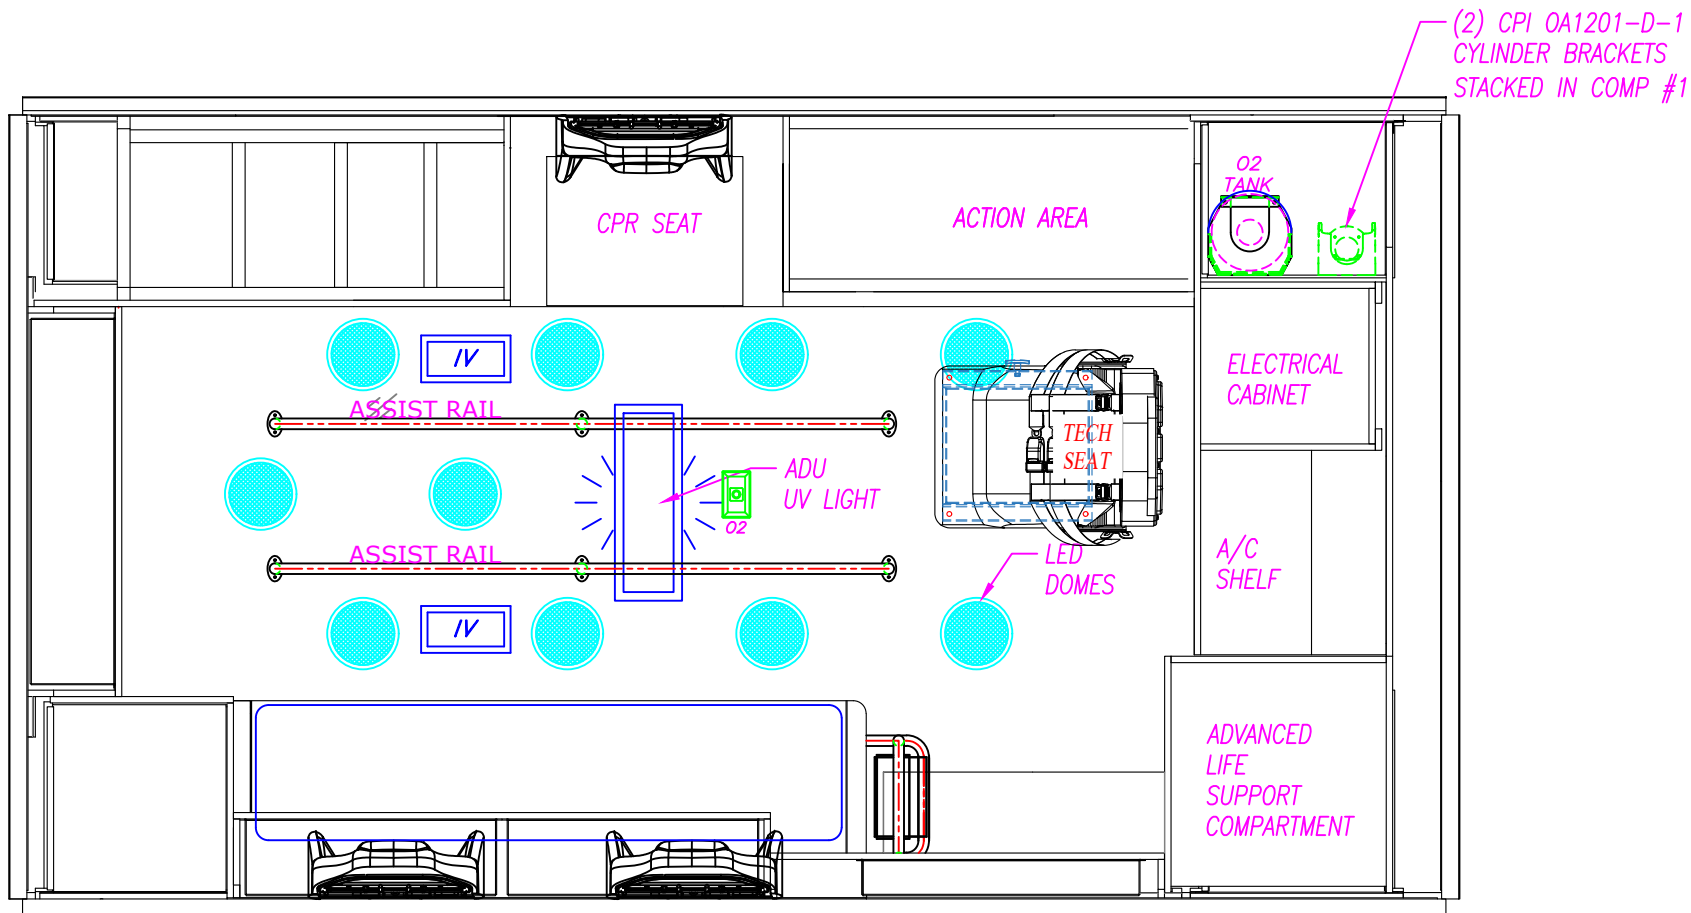 (2) CPI OA1201-D-1
CYLINDER BRACKETS
STACKED IN COMP #1
O2
TANK
CPR SEAT
ACTION AREA
IV
ELECTRICAL
CABINET
ASSIST RAIL
TECH
SEAT
ADU
UV LIGHT
O2
ASSIST RAIL
LED
DOMES
A/C
SHELF
IV
ADVANCED
LIFE
SUPPORT
COMPARTMENT